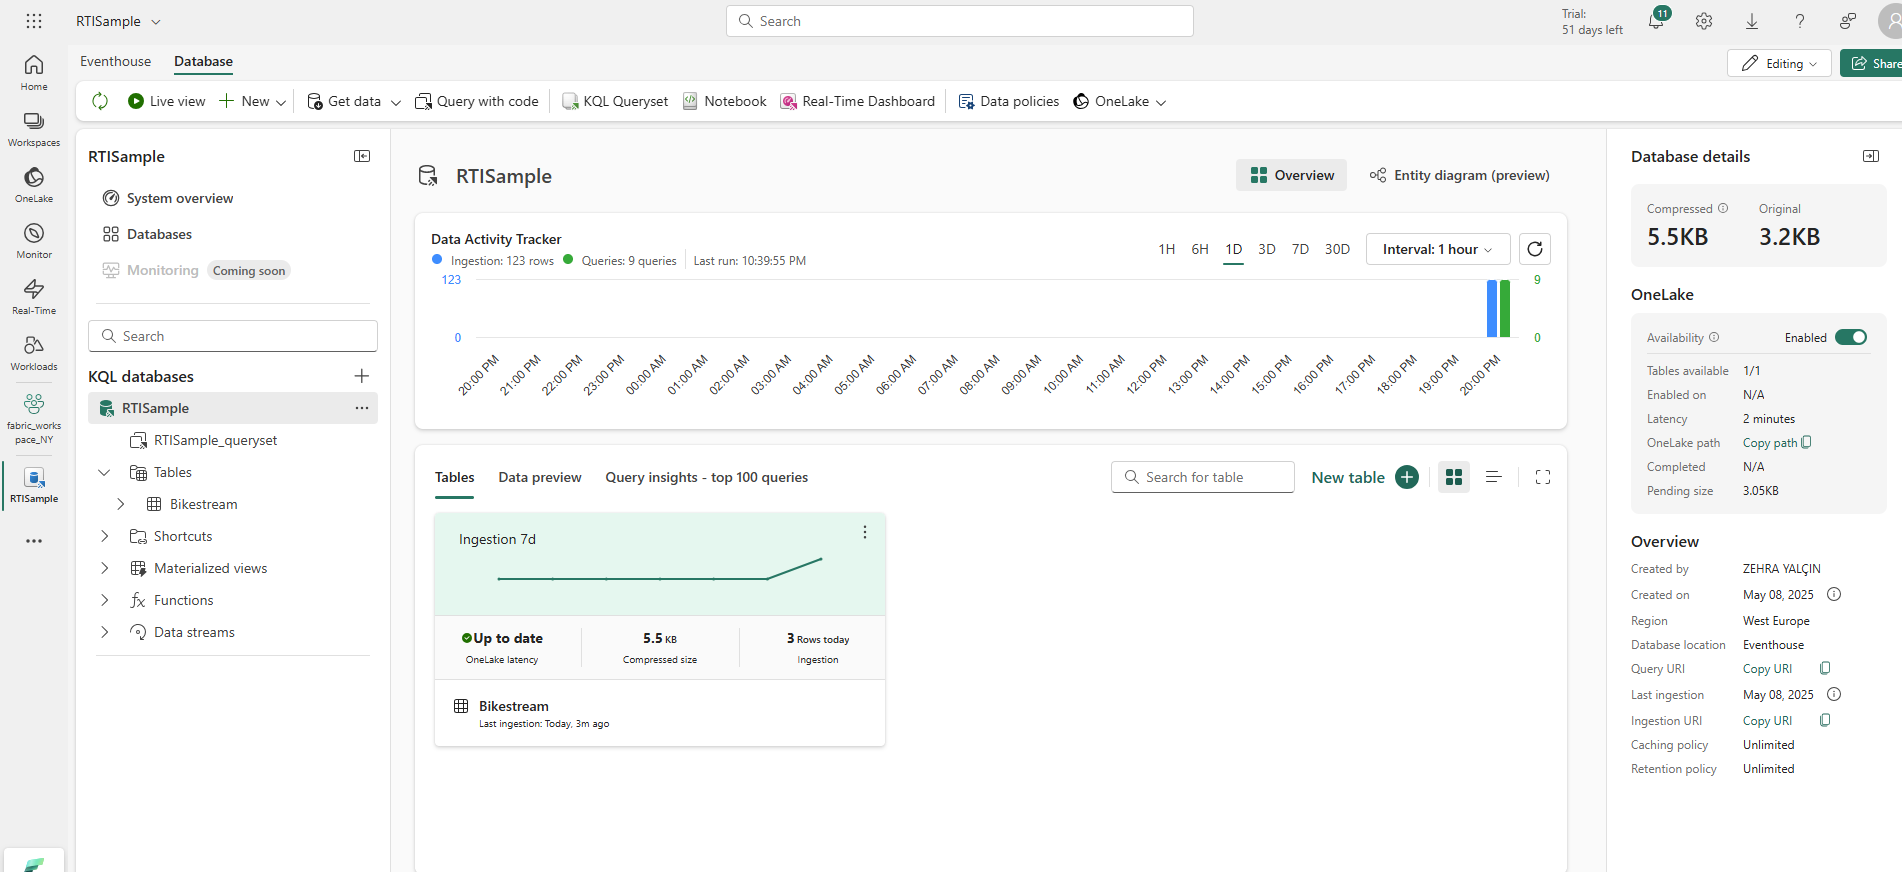 RTISample
Search
Trial:
51 days left
11
Eventhouse
Database
Editing
Share
Live view
New
Get data
Query with code
KQL Queryset
Notebook
Real-Time Dashboard
Data policies
OneLake
Home
Workspaces
OneLake
Monitor
Real-Time
Workloads
fabric_works
pace_NY
RTISample
RTISample
System overview
Databases
Monitoring Coming soon
Search
KQL databases
RTISample
RTISample_queryset
Tables
Bikestream
Shortcuts
Materialized views
Functions
Data streams
RTISample
Overview
Entity diagram (preview)
Data Activity Tracker
Ingestion: 123 rows
Queries: 9 queries
Last run: 10:39:55 PM
1H 6H 1D 3D 7D 30D
Interval: 1 hour
123
9
0
0
20:00 PM 21:00 PM 22:00 PM 23:00 PM 00:00 AM 01:00 AM 02:00 AM 03:00 AM 04:00 AM 05:00 AM 06:00 AM 07:00 AM 08:00 AM 09:00 AM 10:00 AM 11:00 AM 12:00 PM 13:00 PM 14:00 PM 15:00 PM 16:00 PM 17:00 PM 18:00 PM 19:00 PM 20:00 PM
Tables
Data preview
Query insights - top 100 queries
Search for table
New table
Ingestion 7d
Up to date
OneLake latency
5.5 KB
Compressed size
3 Rows today
Ingestion
Bikestream
Last ingestion: Today, 3m ago
Database details
Compressed Original
5.5KB 3.2KB
OneLake
Availability Enabled
Tables available 1/1
Enabled on N/A
Latency 2 minutes
OneLake path Copy path
Completed N/A
Pending size 3.05KB
Overview
Created by ZEHRA YALÇIN
Created on May 08, 2025
Region West Europe
Database location Eventhouse
Query URI Copy URI
Last ingestion May 08, 2025
Ingestion URI Copy URI
Caching policy Unlimited
Retention policy Unlimited